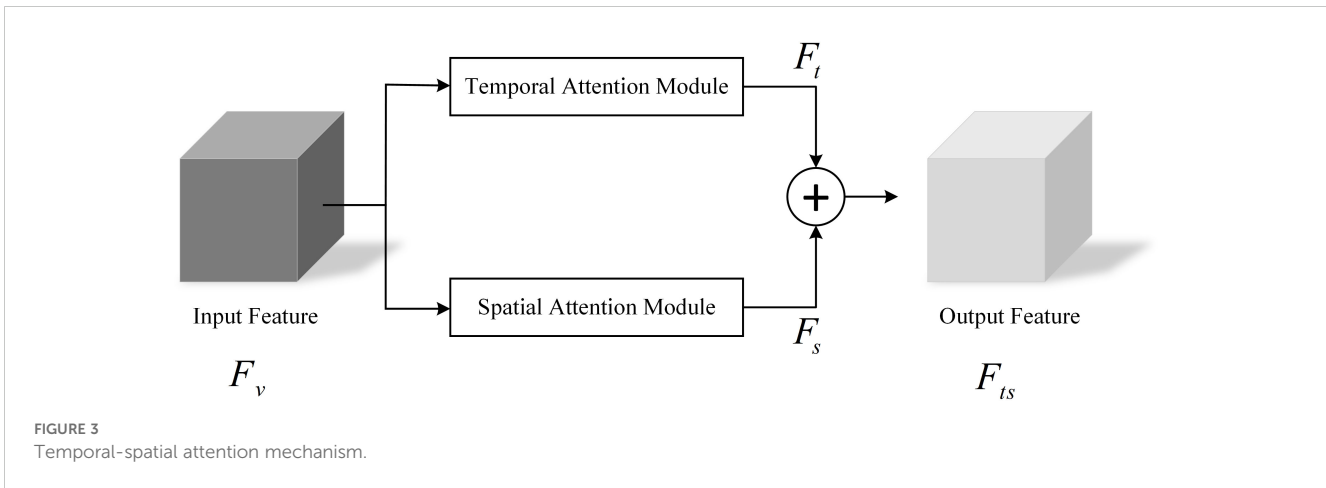 F_t
Temporal Attention Module
+
Spatial Attention Module
F_s
Input Feature
Output Feature
F_v
F_ts
FIGURE 3
Temporal-spatial attention mechanism.